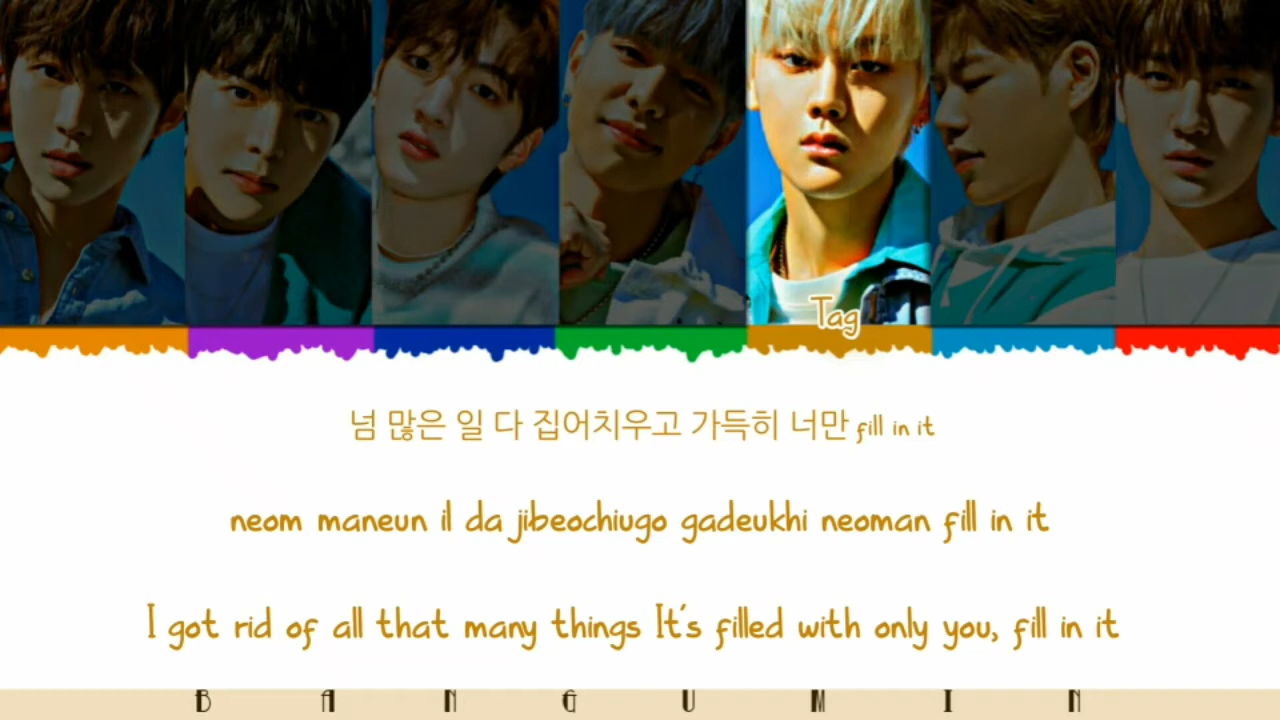 Tag
넘 많은 일 다 집어치우고 가득히 너만 fill in it
neom maneun il da jibeochiugo gadeukhi neoman fill in it
I got rid of all that many things It's filled with only you, fill in it
B A N G U M I N